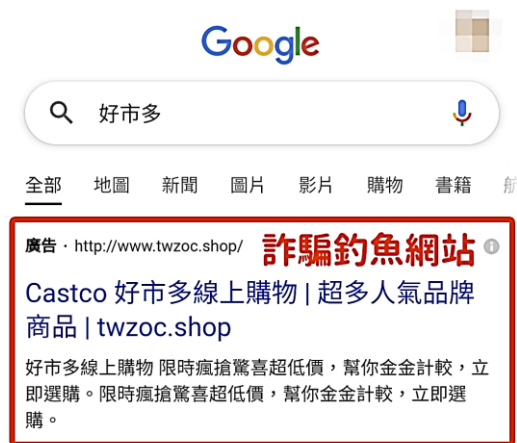 Google
好市多
全部 地圖 新聞 圖片 影片 購物 書籍
廣告 · http://www.twzoc.shop/ 詐騙釣魚網站
Castco 好市多線上購物 | 超多人氣品牌
商品 | twzoc.shop
好市多線上購物 限時瘋搶驚喜超低價，幫你金金計較，立
即選購。限時瘋搶驚喜超低價，幫你金金計較，立即選
購。